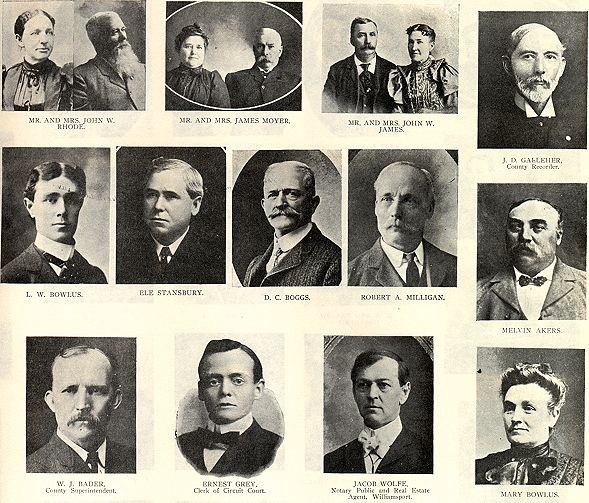 MR. AND MRS. JOHN W.
RHODE.
MR. AND MRS. JAMES MOYER.
MR. AND MRS. JOHN W.
JAMES.
J. D. GALLEHER,
County Recorder.
L. W. BOWLUS.
ELE STANSBURY.
D. C. BOGGS.
ROBERT A. MILLIGAN.
MELVIN AKERS.
W. J. BADER,
County Superintendent.
ERNEST GREY,
Clerk of Circuit Court.
JACOB WOLFE,
Notary Public and Real Estate
Agent, Williamsport.
MARY BOWLUS.